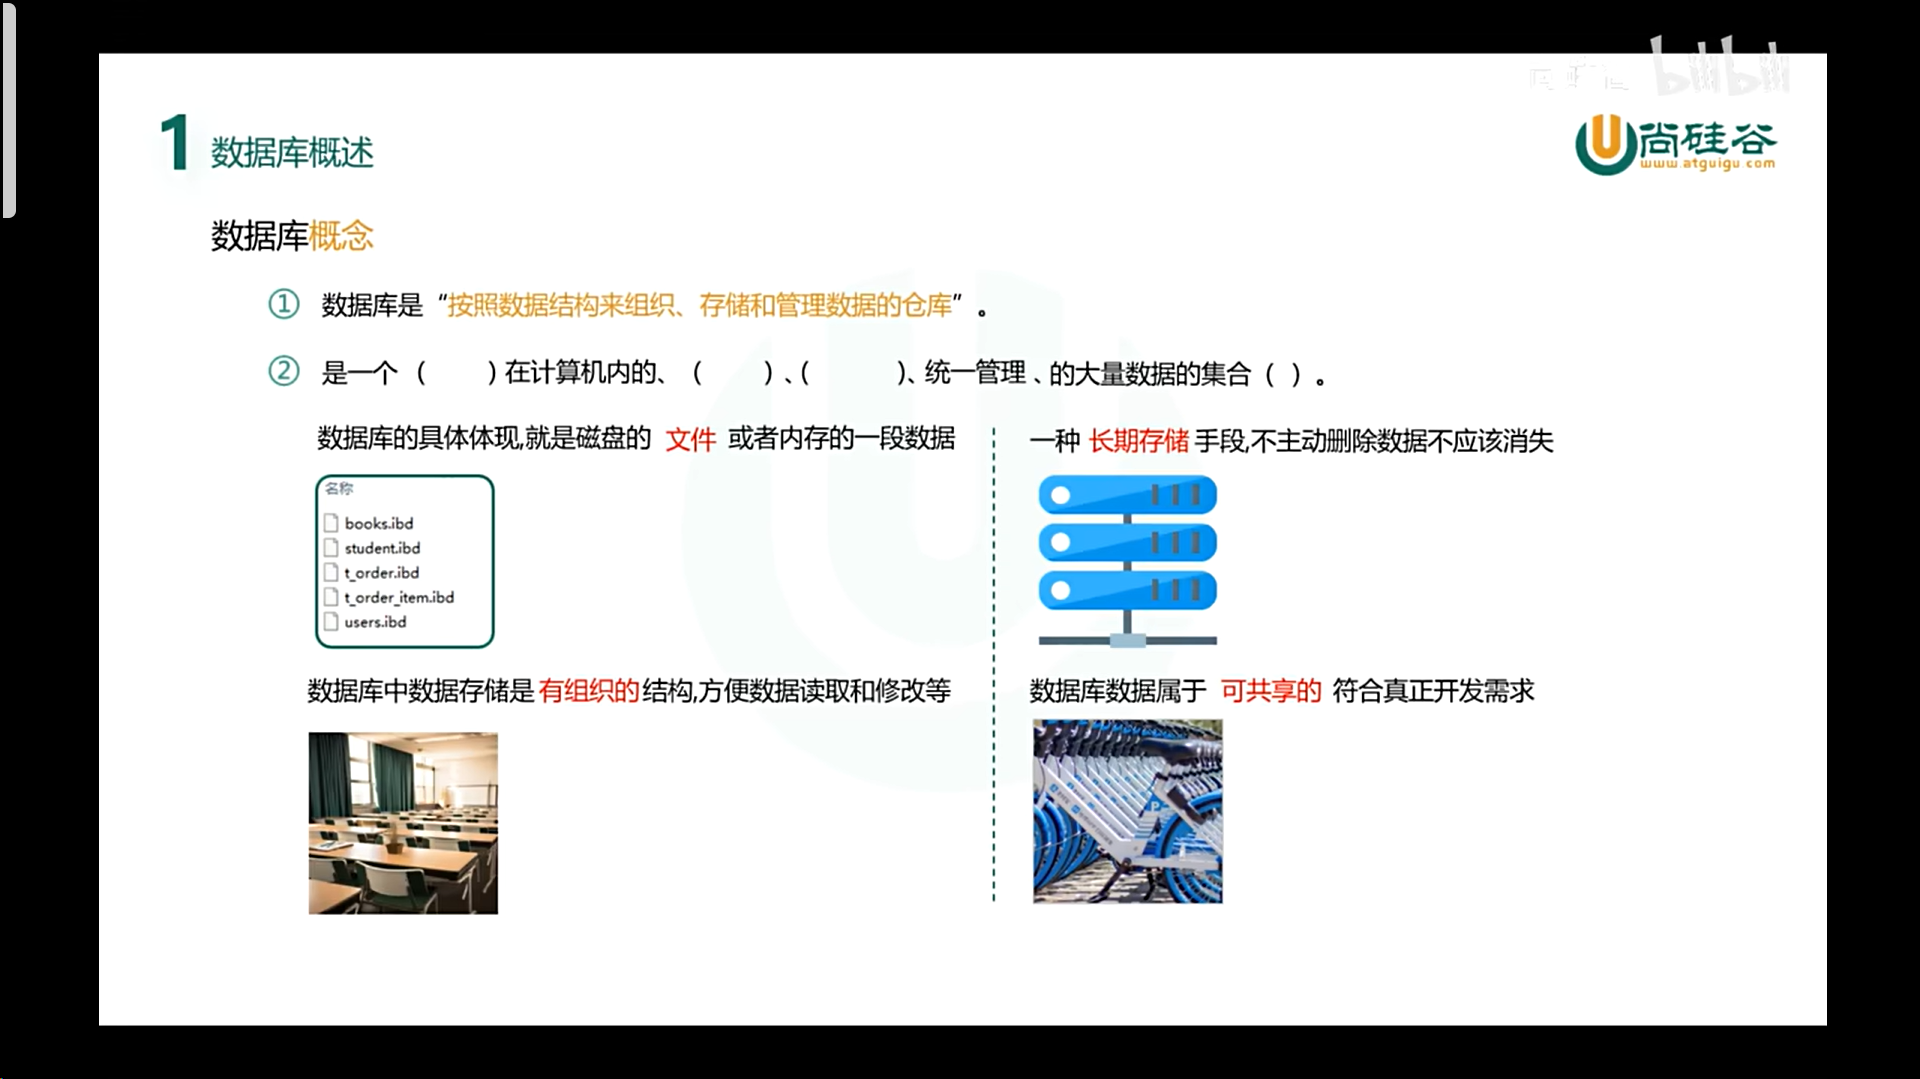 bilibili
1 数据库概述
尚硅谷
www.atguigu.com
数据库概念
① 数据库是“按照数据结构来组织、存储和管理数据的仓库”。
② 是一个 ( ) 在计算机内的、( )、( )、统一管理、的大量数据的集合 ( ) 。
数据库的具体体现,就是磁盘的 文件 或者内存的一段数据
名称
books.ibd
student.ibd
t_order.ibd
t_order_item.ibd
users.ibd
一种 长期存储 手段,不主动删除数据不应该消失
数据库中数据存储是 有组织的 结构,方便数据读取和修改等
数据库数据属于 可共享的 符合真正开发需求